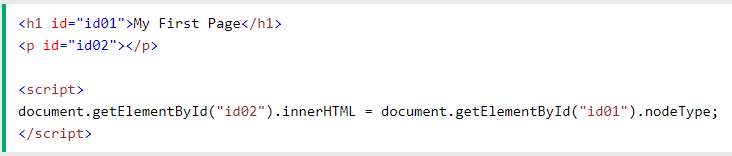 <h1 id="id01">My First Page</h1>
<p id="id02"></p>
<script>
document.getElementById("id02").innerHTML = document.getElementById("id01").nodeType;
</script>